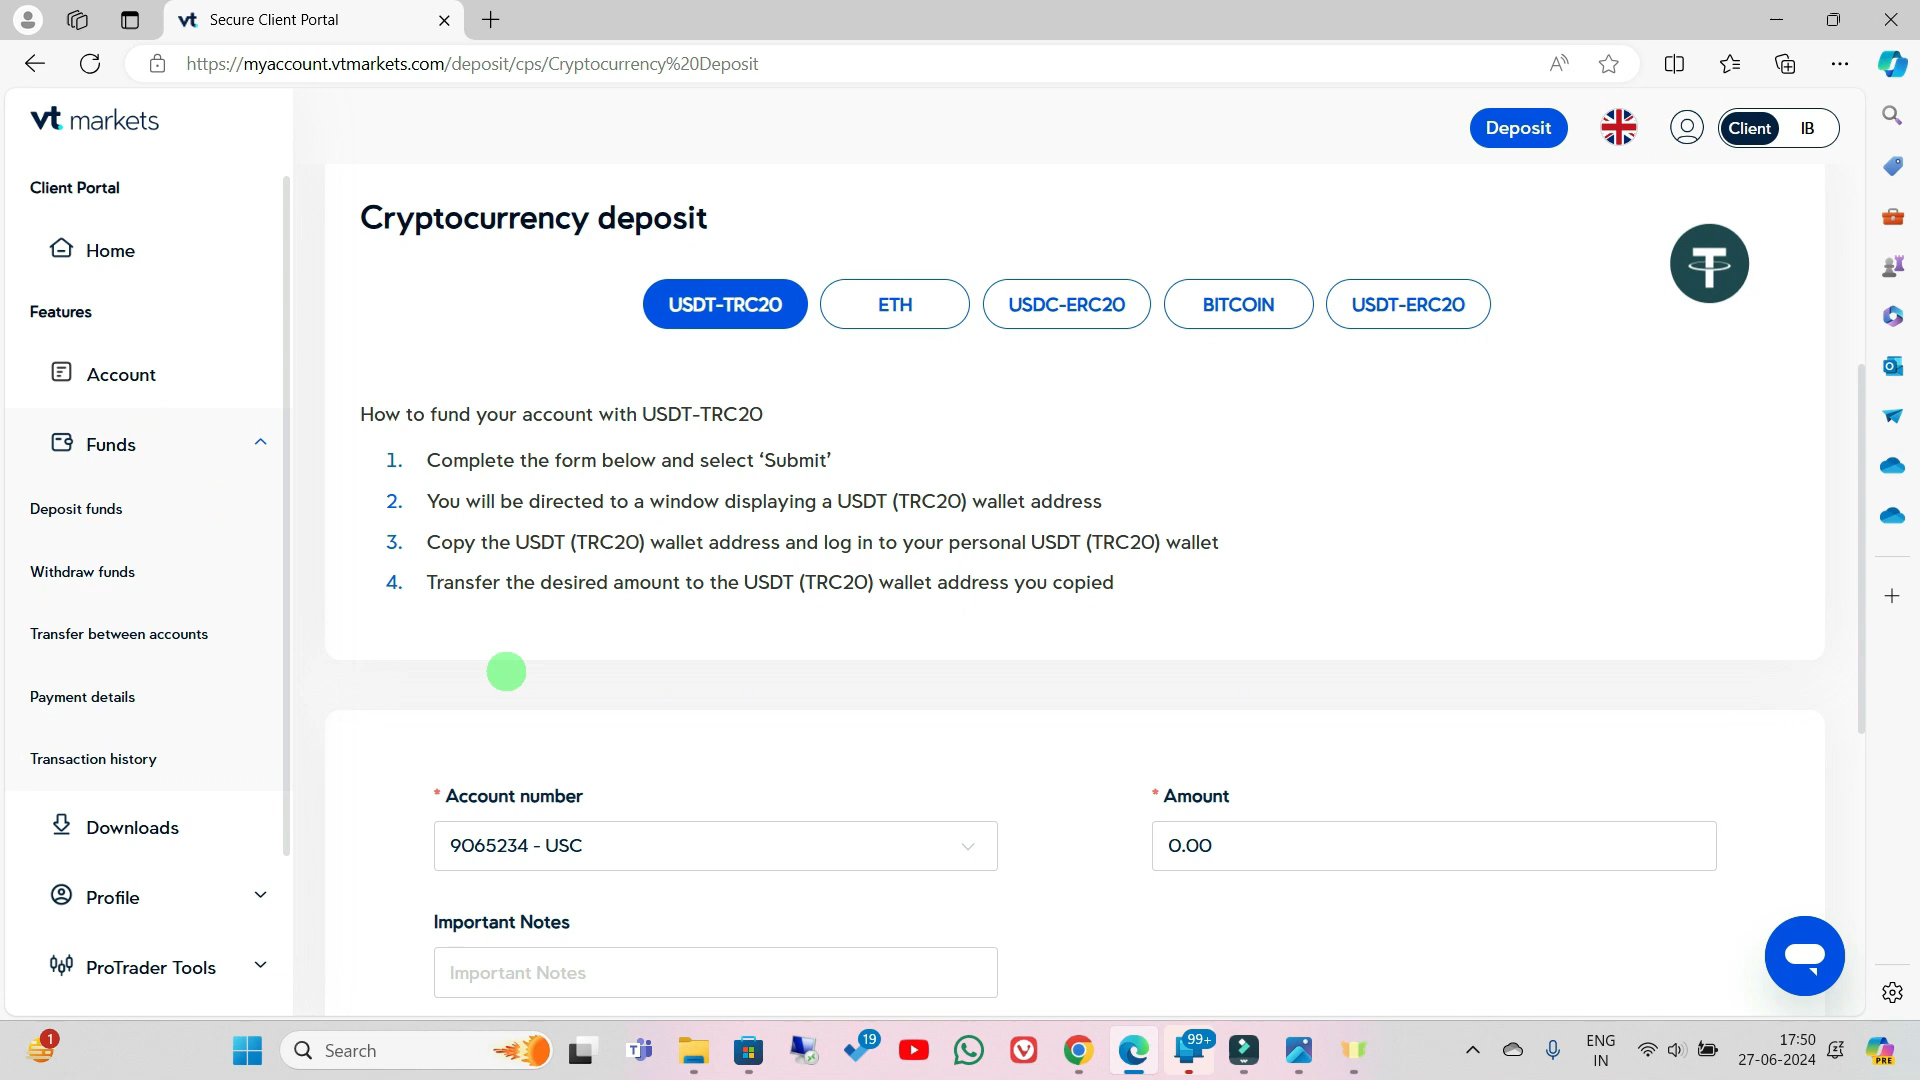 vt Secure Client Portal
https://myaccount.vtmarkets.com/deposit/cps/Cryptocurrency%20Deposit
vt markets
Deposit
Client IB
Client Portal
Home
Features
Account
Funds
Deposit funds
Withdraw funds
Transfer between accounts
Payment details
Transaction history
Downloads
Profile
ProTrader Tools
Cryptocurrency deposit
USDT-TRC20 ETH USDC-ERC20 BITCOIN USDT-ERC20
How to fund your account with USDT-TRC20
1. Complete the form below and select ‘Submit’
2. You will be directed to a window displaying a USDT (TRC20) wallet address
3. Copy the USDT (TRC20) wallet address and log in to your personal USDT (TRC20) wallet
4. Transfer the desired amount to the USDT (TRC20) wallet address you copied
* Account number
9065234 - USC
* Amount
0.00
Important Notes
Important Notes
1
Search
19
99+
ENG
IN
17:50
27-06-2024
PRE